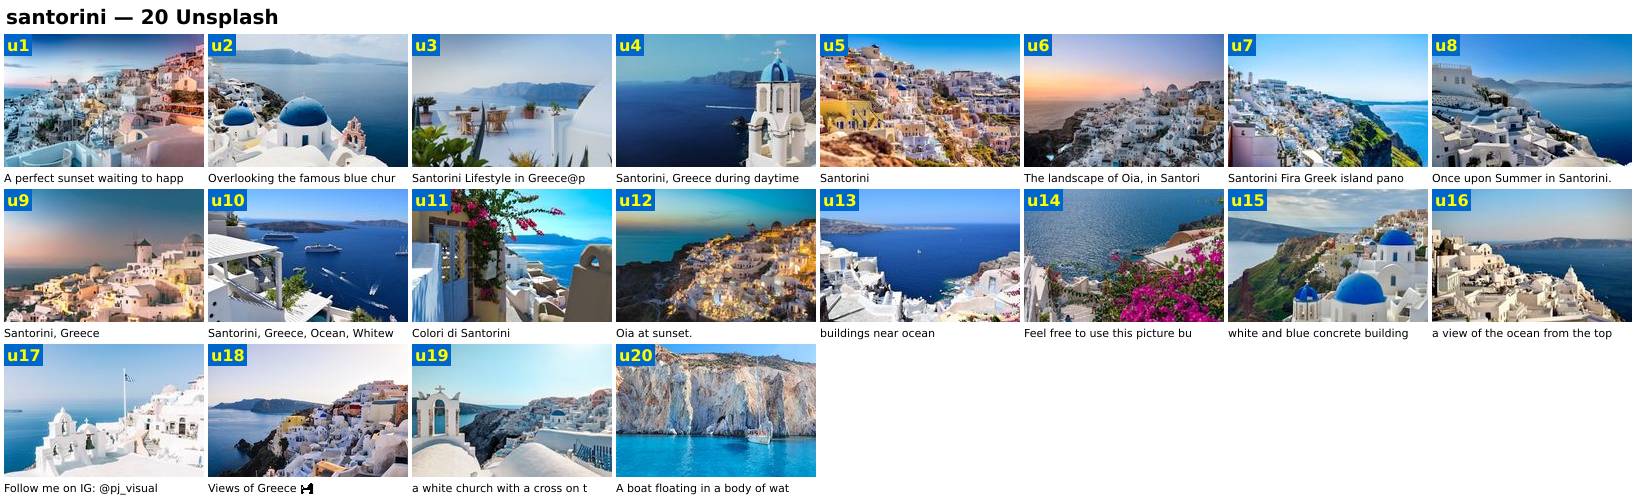 santorini — 20 Unsplash
u1
u2
u3
u4
u5
u6
u7
u8
A perfect sunset waiting to happ
Overlooking the famous blue chur
Santorini Lifestyle in Greece@p
Santorini, Greece during daytime
Santorini
The landscape of Oia, in Santori
Santorini Fira Greek island pano
Once upon Summer in Santorini.
u9
u10
u11
u12
u13
u14
u15
u16
Santorini, Greece
Santorini, Greece, Ocean, Whitew
Colori di Santorini
Oia at sunset.
buildings near ocean
Feel free to use this picture bu
white and blue concrete building
a view of the ocean from the top
u17
u18
u19
u20
Follow me on IG: @pj_visual
Views of Greece
a white church with a cross on t
A boat floating in a body of wat